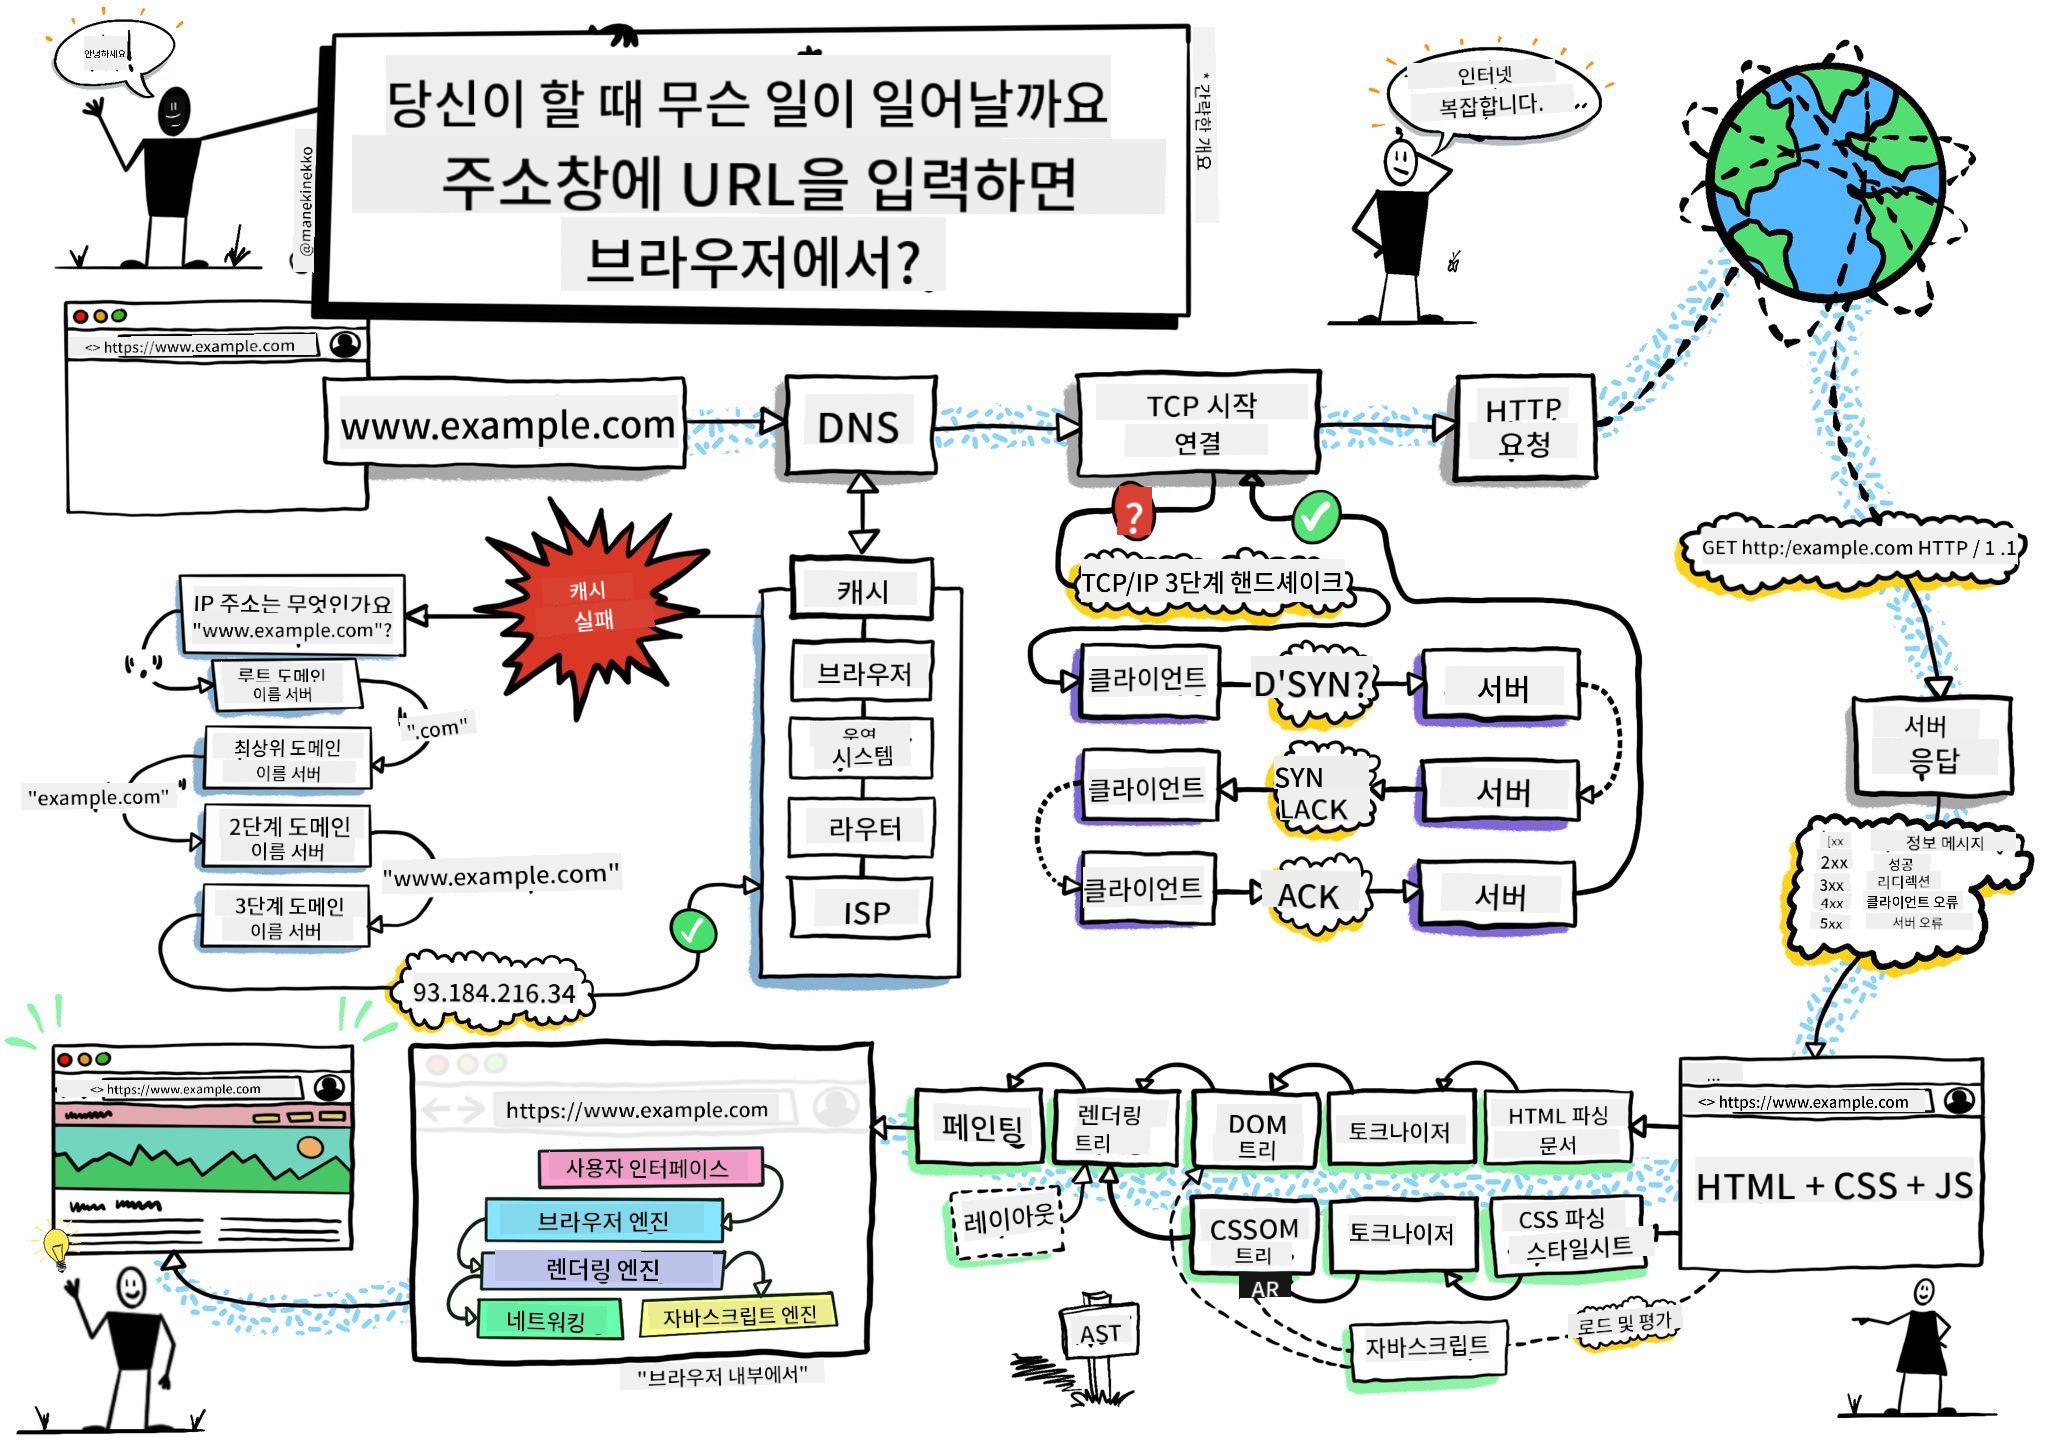 안녕하세요!
당신이 할 때 무슨 일이 일어날까요
주소창에 URL을 입력하면
브라우저에서?
@manekinekko
* 간략한 개요
인터넷
복잡합니다.
<> https://www.example.com
www.example.com
DNS
TCP 시작
연결
HTTP
요청
GET http:/example.com HTTP / 1 .1
캐시
실패
IP 주소는 무엇인가요
"www.example.com"?
루트 도메인
이름 서버
".com"
최상위 도메인
이름 서버
"example.com"
2단계 도메인
이름 서버
"www.example.com"
3단계 도메인
이름 서버
93.184.216.34
캐시
브라우저
운영
시스템
라우터
ISP
?
TCP/IP 3단계 핸드셰이크
클라이언트
D'SYN?
서버
클라이언트
SYN
LACK
서버
클라이언트
ACK
서버
서버
응답
[xx 정보 메시지
2xx 성공
3xx 리디렉션
4xx 클라이언트 오류
5xx 서버 오류
<> https://www.example.com
HTML + CSS + JS
HTML 파싱
문서
토크나이저
DOM
트리
렌더링
트리
페인팅
레이아웃
CSS 파싱
스타일시트
토크나이저
CSSOM
트리
AR
자바스크립트
로드 및 평가
AST
https://www.example.com
사용자 인터페이스
브라우저 엔진
렌더링 엔진
네트워킹
자바스크립트 엔진
"브라우저 내부에서"
<> https://www.example.com